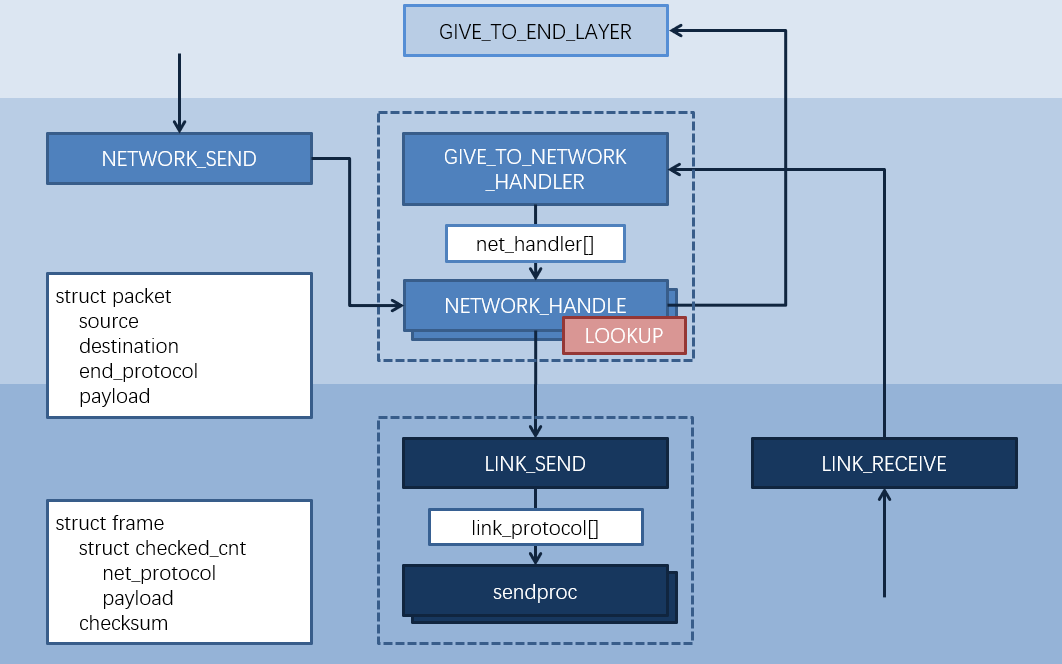 GIVE_TO_END_LAYER
NETWORK_SEND
GIVE_TO_NETWORK
_HANDLER
net_handler[]
NETWORK_HANDLE
LOOKUP
struct packet
source
destination
end_protocol
payload
LINK_SEND
LINK_RECEIVE
link_protocol[]
sendproc
struct frame
struct checked_cnt
net_protocol
payload
checksum